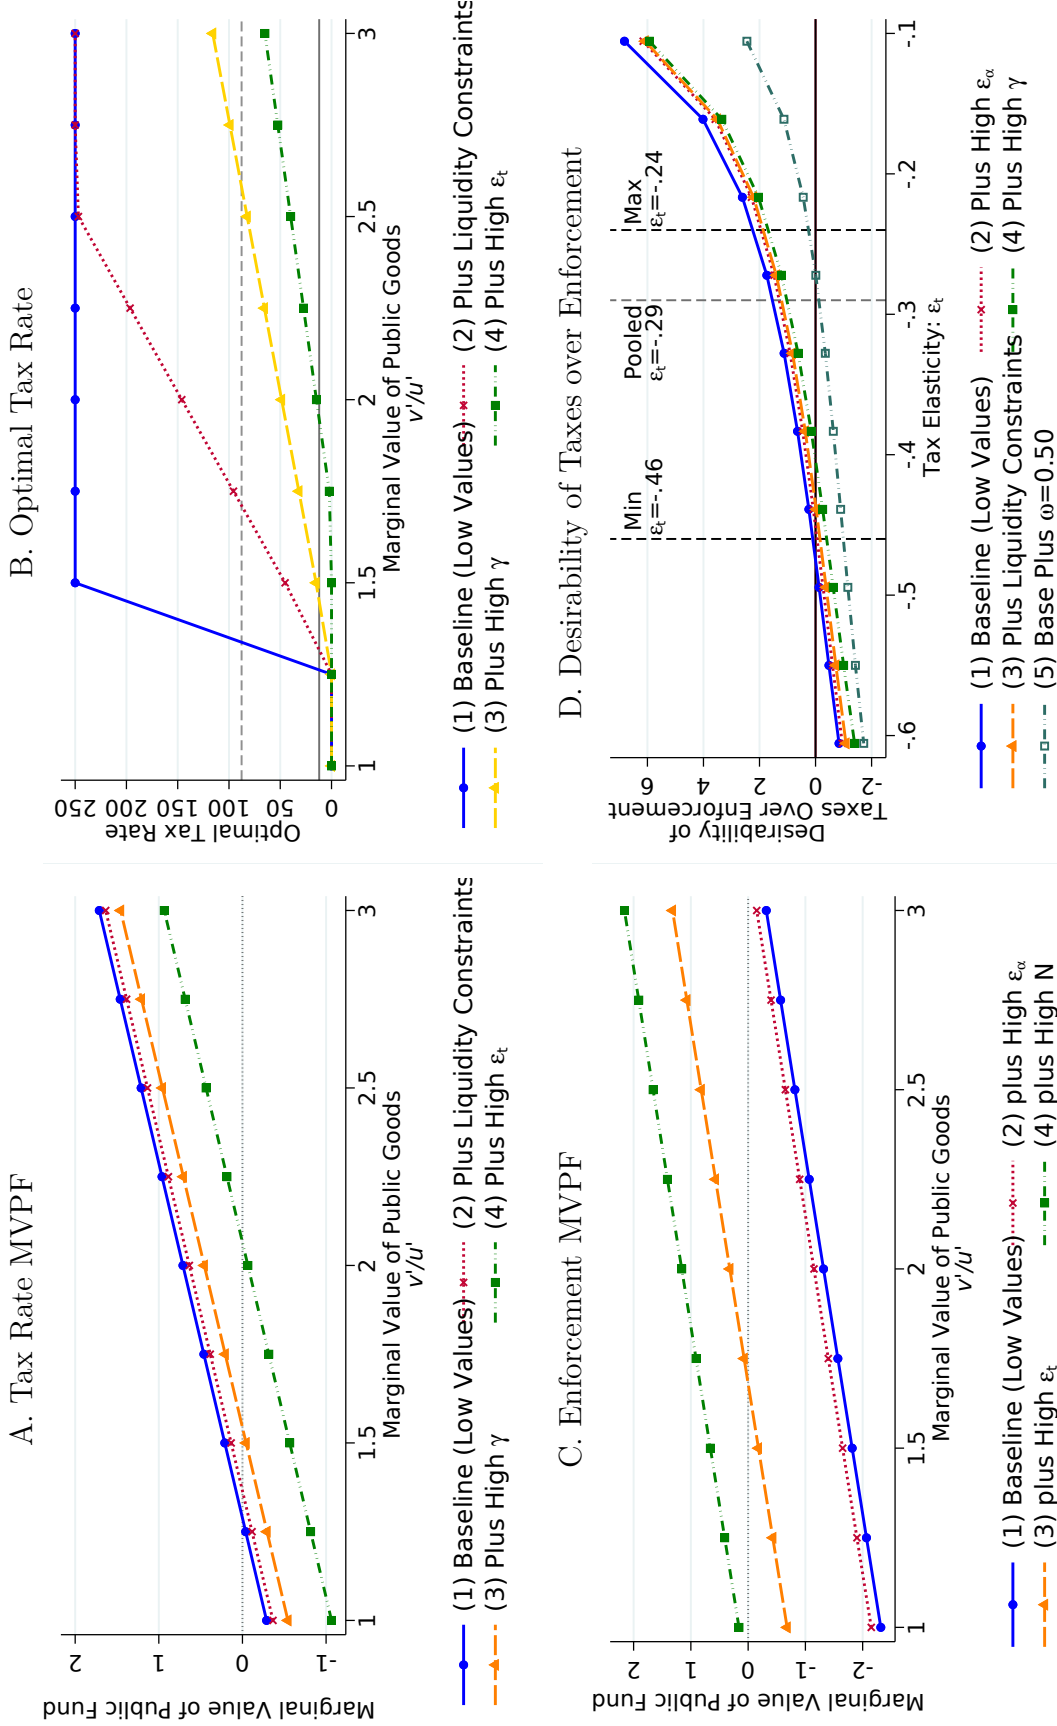 A. Tax Rate MVPF
Marginal Value of Public Fund
2
1
0
-1
1
1.5
2
2.5
3
Marginal Value of Public Goods
v'/u'
(1) Baseline (Low Values)
(2) Plus Liquidity Constraints
(3) Plus High γ
(4) Plus High εt
B. Optimal Tax Rate
Optimal Tax Rate
250
200
150
100
50
0
1
1.5
2
2.5
3
Marginal Value of Public Goods
v'/u'
(1) Baseline (Low Values)
(2) Plus Liquidity Constraints
(3) Plus High γ
(4) Plus High εt
C. Enforcement MVPF
Marginal Value of Public Fund
2
1
0
-1
-2
1
1.5
2
2.5
3
Marginal Value of Public Goods
v'/u'
(1) Baseline (Low Values)
(2) plus High εα
(3) plus High εt
(4) plus High N
D. Desirability of Taxes over Enforcement
Desirability of
Taxes Over Enforcement
6
4
2
0
-2
Min
εt=-.46
Pooled
εt=-.29
Max
εt=-.24
-.6
-.5
-.4
-.3
-.2
-.1
Tax Elasticity: εt
(1) Baseline (Low Values)
(2) Plus High εα
(3) Plus Liquidity Constraints
(4) Plus High γ
(5) Base Plus ω=0.50